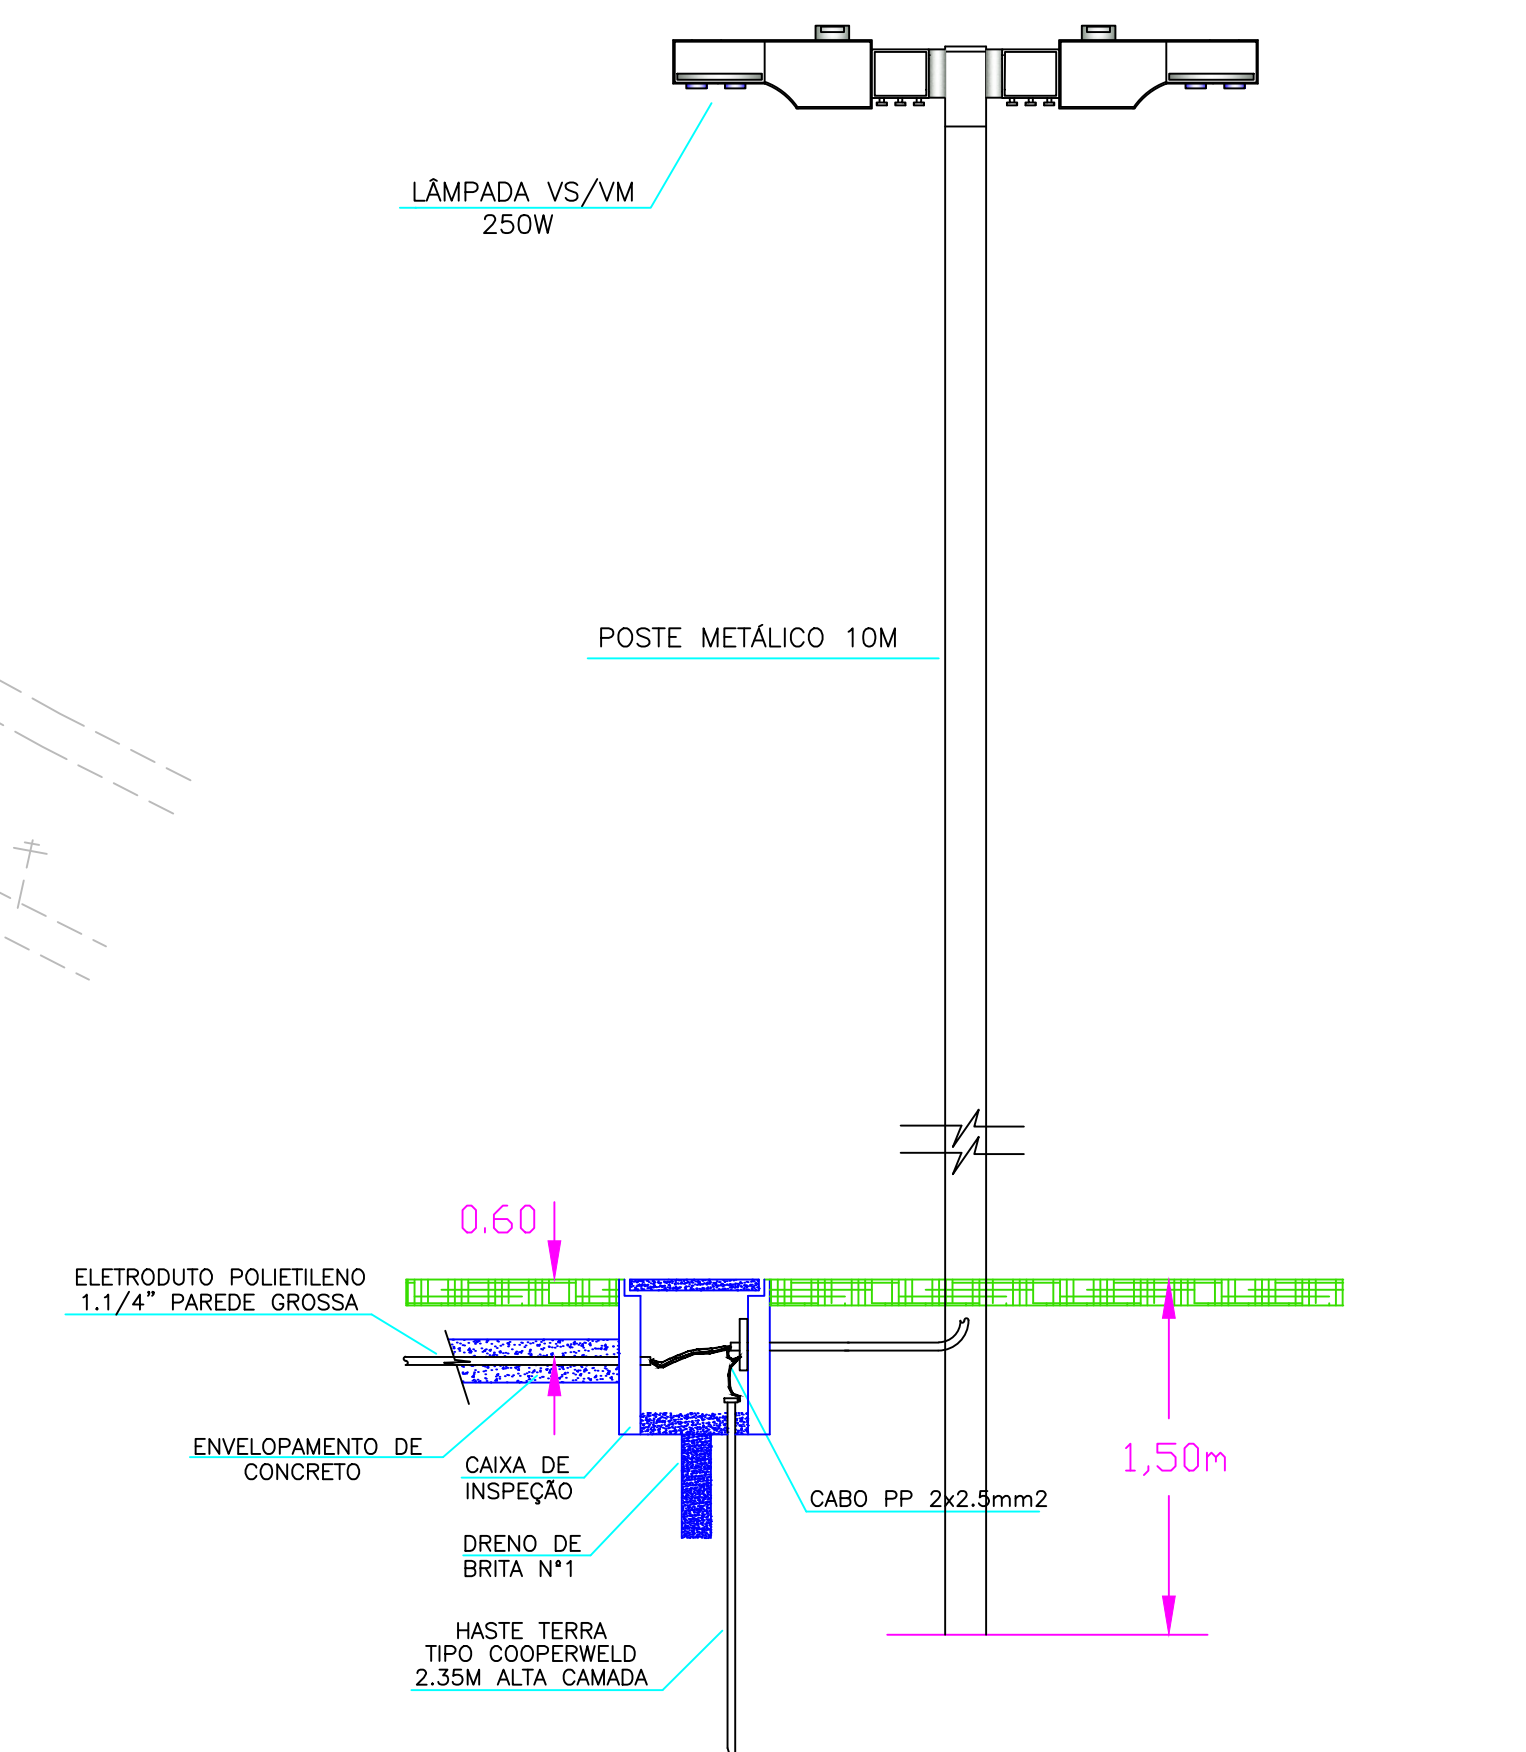 LÂMPADA VS/VM
250W
POSTE METÁLICO 10M
0.60
ELETRODUTO POLIETILENO
1.1/4" PAREDE GROSSA
ENVELOPAMENTO DE
CONCRETO
CAIXA DE
INSPEÇÃO
1,50m
CABO PP 2x2.5mm2
DRENO DE
BRITA Nº1
HASTE TERRA
TIPO COOPERWELD
2.35M ALTA CAMADA